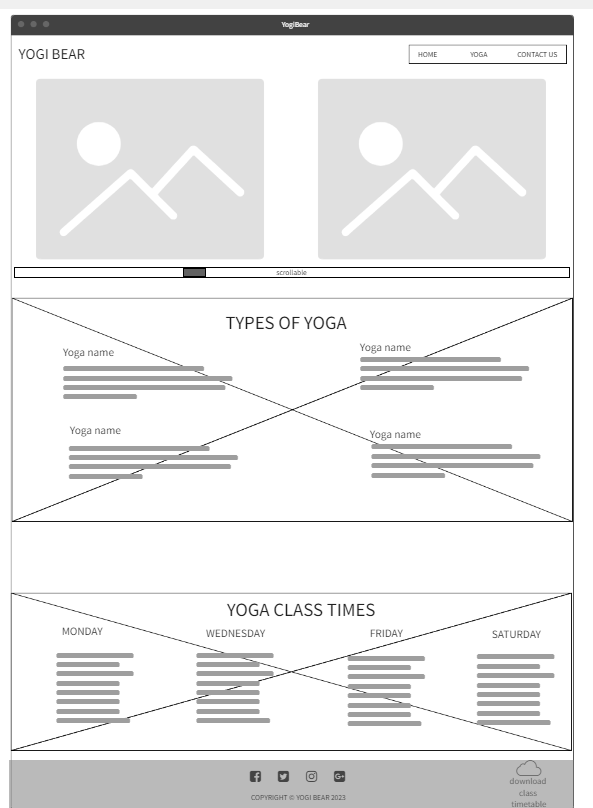 YogiBear
YOGI BEAR
HOME YOGA CONTACT US
scrollable
TYPES OF YOGA
Yoga name
Yoga name
Yoga name
Yoga name
YOGA CLASS TIMES
MONDAY WEDNESDAY FRIDAY SATURDAY
COPYRIGHT © YOGI BEAR 2023
download
class
timetable